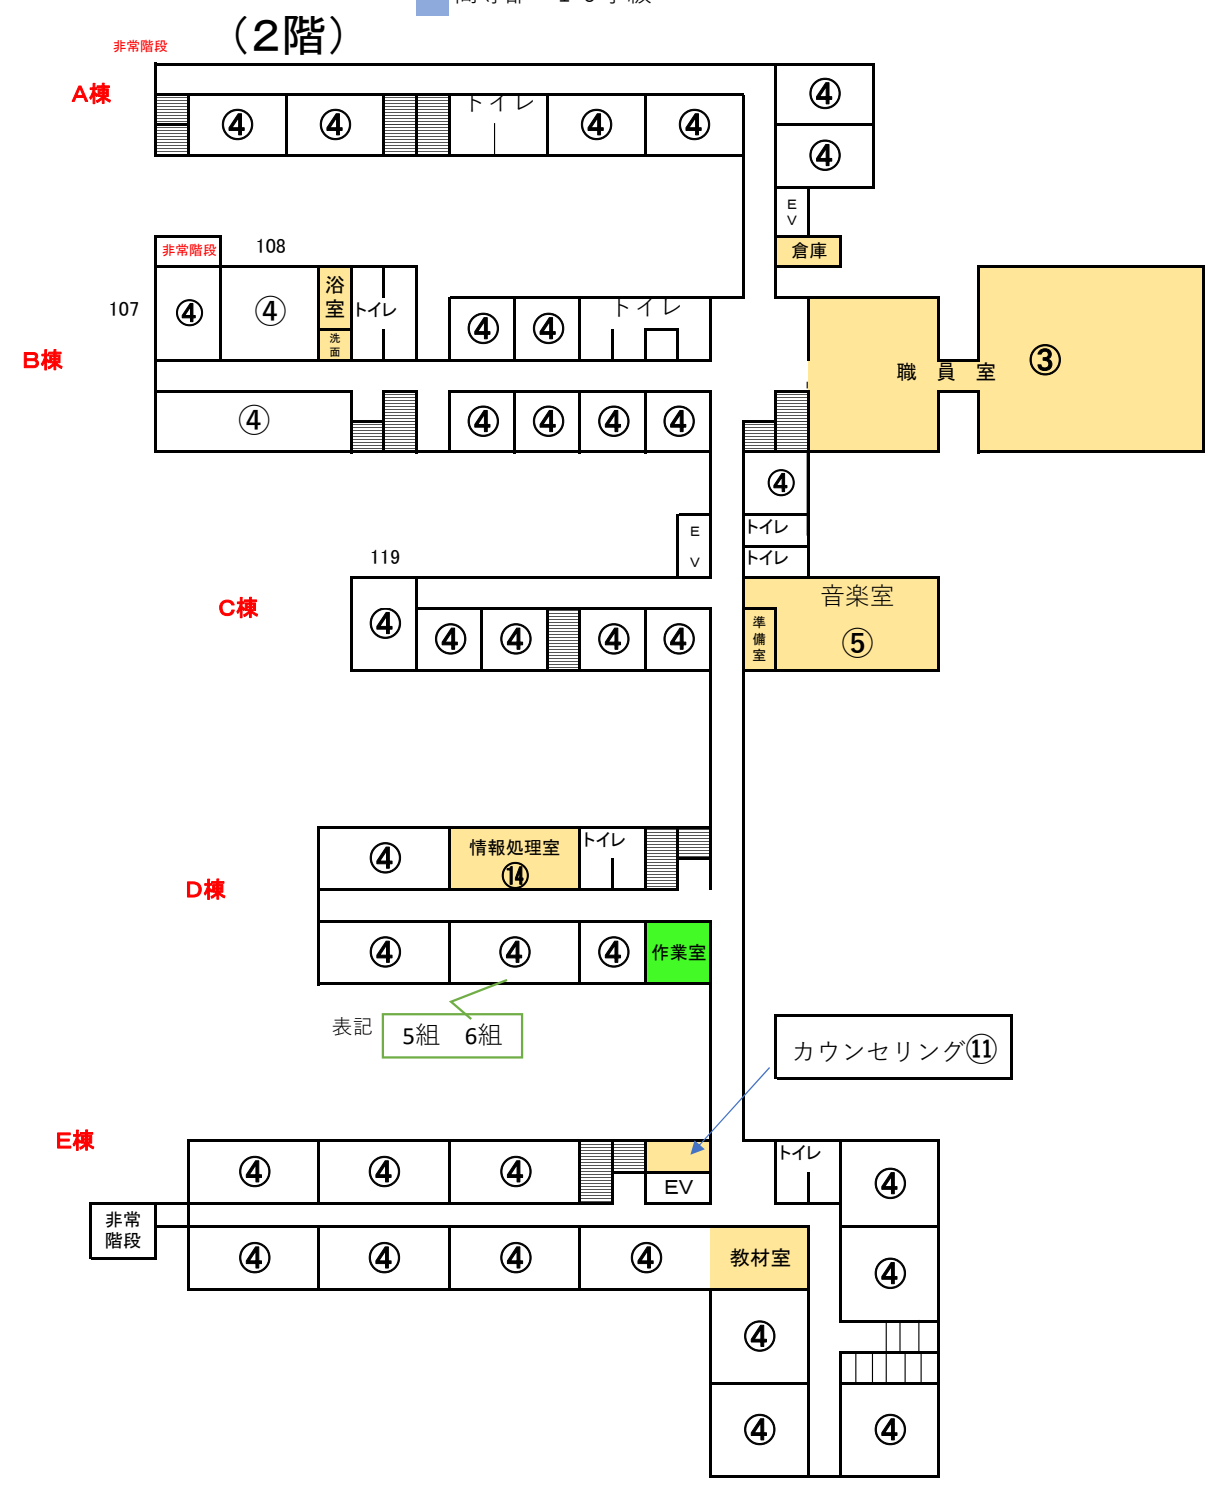 (2階)
非常階段
A棟
④
④ ④ トイレ ④ ④
④
EV
倉庫
非常階段 108
107 ④ ④ 浴室 トイレ
洗面
④ ④ トイレ
B棟
職 員 室 ③
④ ④ ④ ④ ④
④
EV
トイレ
トイレ
119
C棟
④ ④ ④ ④ ④
音楽室
準備室
⑤
D棟
④ 情報処理室 トイレ
⑭
④ ④ ④ 作業室
表記 5組 6組
カウンセリング⑪
E棟
④ ④ ④ EV トイレ ④
非常
階段
④ ④ ④ ④ 教材室 ④
④
④ ④